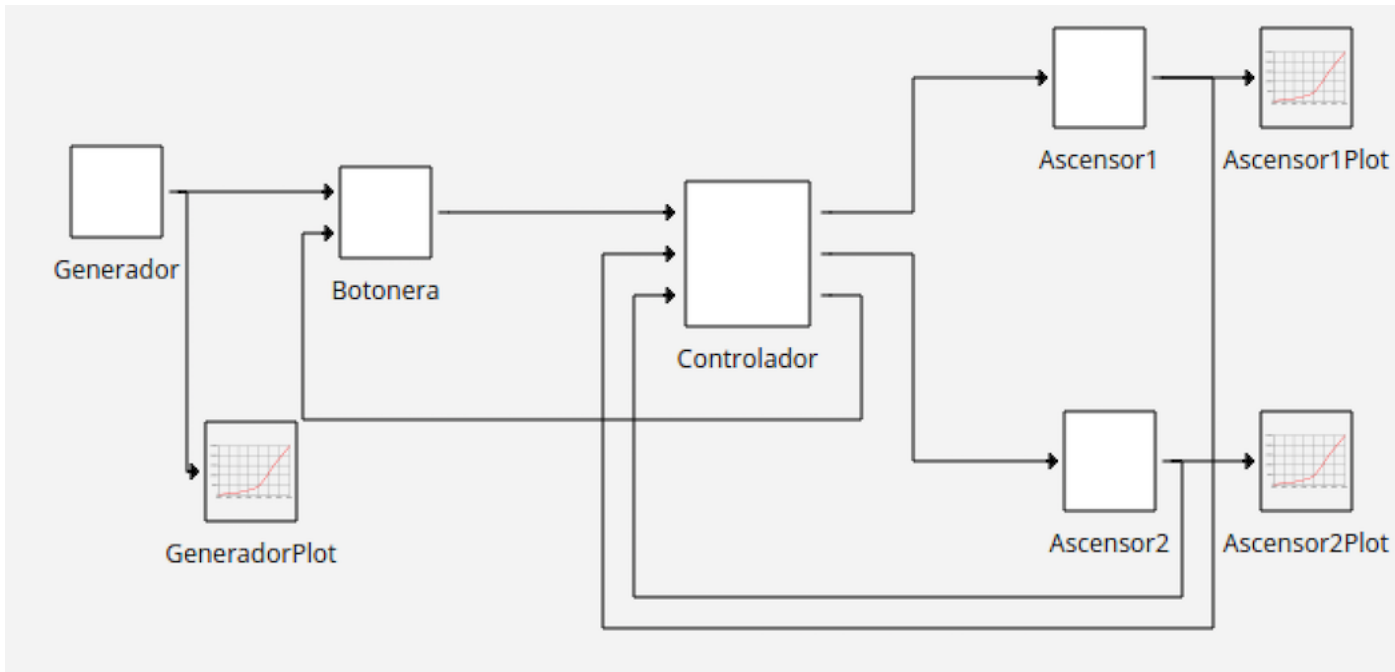 Ascensor1
Ascensor1Plot
Generador
Botonera
Controlador
GeneradorPlot
Ascensor2
Ascensor2Plot